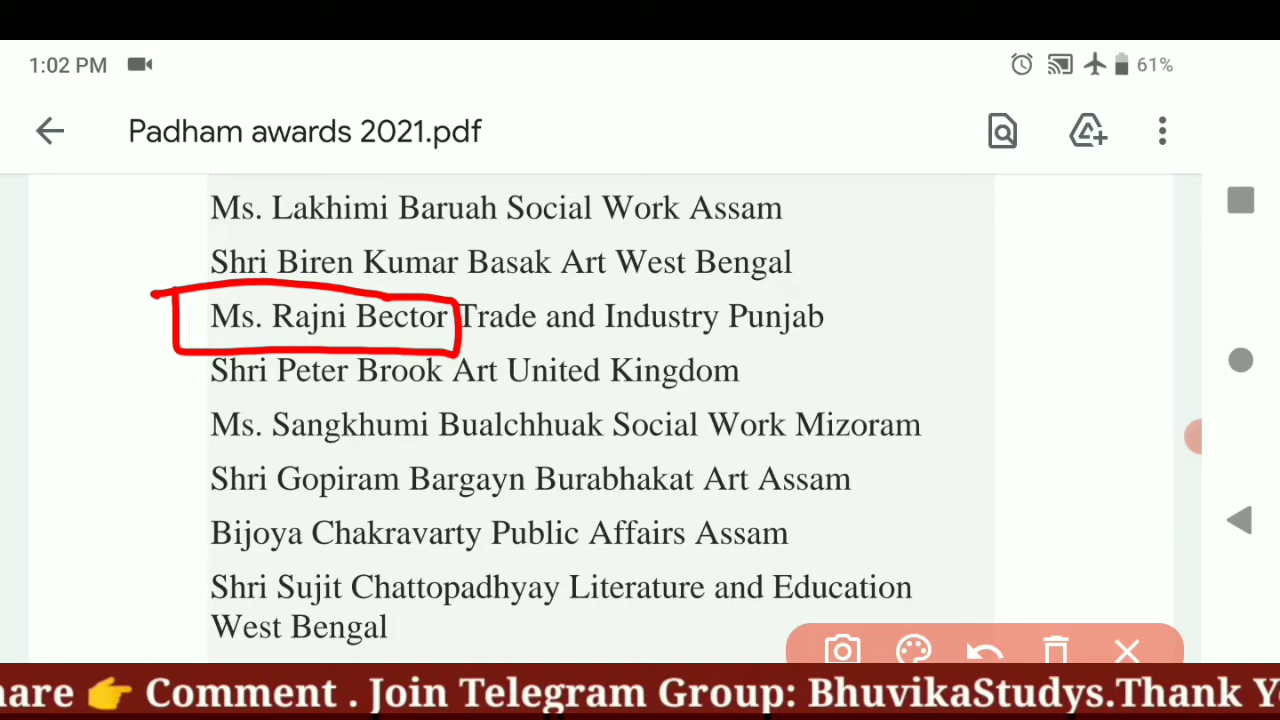 1:02 PM 61%
Padham awards 2021.pdf
Ms. Lakhimi Baruah Social Work Assam
Shri Biren Kumar Basak Art West Bengal
Ms. Rajni Bector Trade and Industry Punjab
Shri Peter Brook Art United Kingdom
Ms. Sangkhumi Bualchhuak Social Work Mizoram
Shri Gopiram Bargayn Burabhakat Art Assam
Bijoya Chakravarty Public Affairs Assam
Shri Sujit Chattopadhyay Literature and Education
West Bengal
hare 👉 Comment . Join Telegram Group: BhuvikaStudys.Thank Y